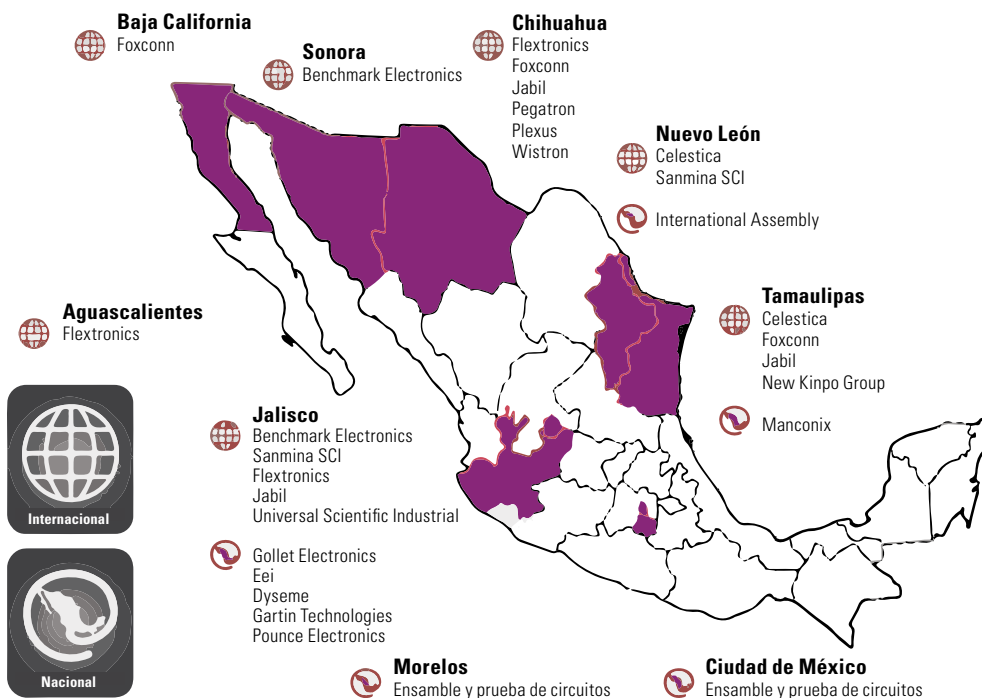 Baja California
Foxconn
Sonora
Benchmark Electronics
Chihuahua
Flextronics
Foxconn
Jabil
Pegatron
Plexus
Wistron
Nuevo León
Celestica
Sanmina SCI
International Assembly
Aguascalientes
Flextronics
Tamaulipas
Celestica
Foxconn
Jabil
New Kinpo Group
Manconix
Jalisco
Benchmark Electronics
Sanmina SCI
Flextronics
Jabil
Universal Scientific Industrial
Gollet Electronics
Eei
Dyseme
Gartin Technologies
Pounce Electronics
Internacional
Nacional
Morelos
Ensamble y prueba de circuitos
Ciudad de México
Ensamble y prueba de circuitos